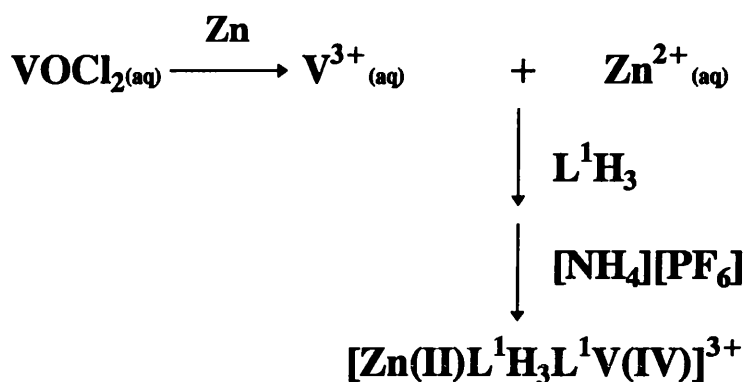 Zn
VOCl₂(aq) ⟶ V³⁺(aq) + Zn²⁺(aq)
L¹H₃
[NH₄][PF₆]
[Zn(II)L¹H₃L¹V(IV)]³⁺